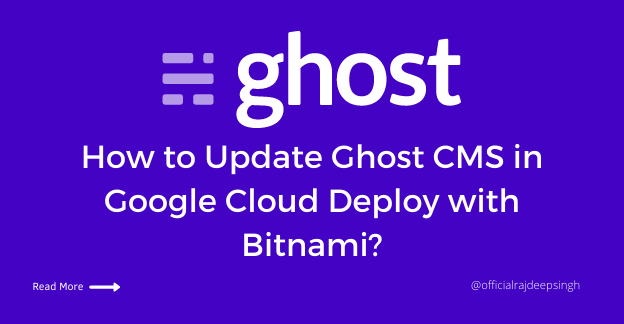 ghost
How to Update Ghost CMS in
Google Cloud Deploy with
Bitnami?
Read More
@officialrajdeepsingh